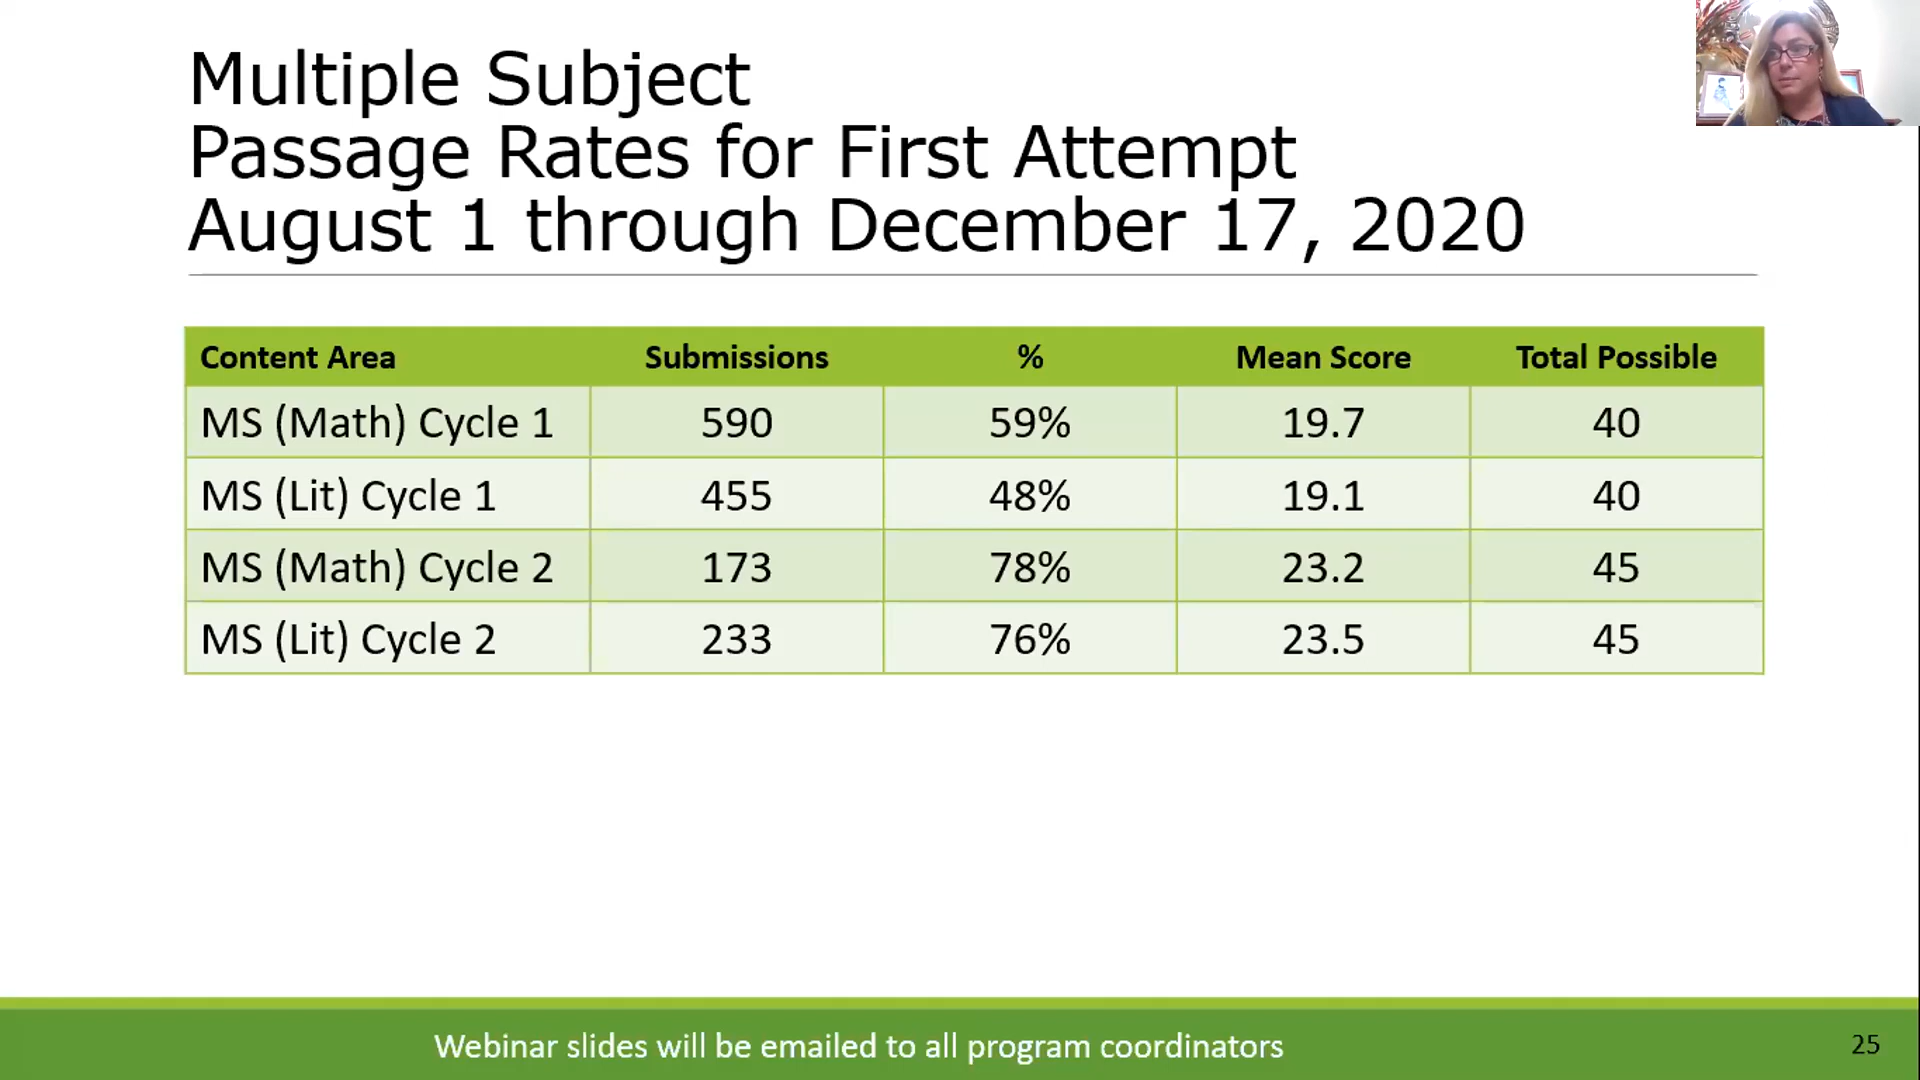 Multiple Subject
Passage Rates for First Attempt
August 1 through December 17, 2020
Content Area Submissions % Mean Score Total Possible
MS (Math) Cycle 1 590 59% 19.7 40
MS (Lit) Cycle 1 455 48% 19.1 40
MS (Math) Cycle 2 173 78% 23.2 45
MS (Lit) Cycle 2 233 76% 23.5 45
Webinar slides will be emailed to all program coordinators
25